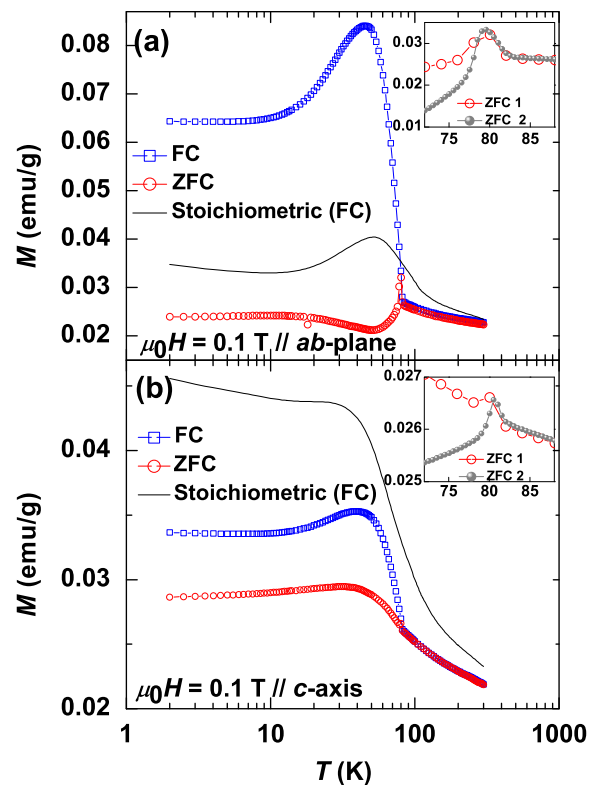 (a)
0.08
0.07
0.06
0.05
0.04
0.03
0.02
M (emu/g)
FC
ZFC
Stoichiometric (FC)
μ0H = 0.1 T // ab-plane
0.03
0.02
0.01
75 80 85
ZFC 1
ZFC 2
(b)
0.04
0.03
0.02
M (emu/g)
FC
ZFC
Stoichiometric (FC)
μ0H = 0.1 T // c-axis
0.027
0.026
0.025
75 80 85
ZFC 1
ZFC 2
1 10 100 1000
T (K)